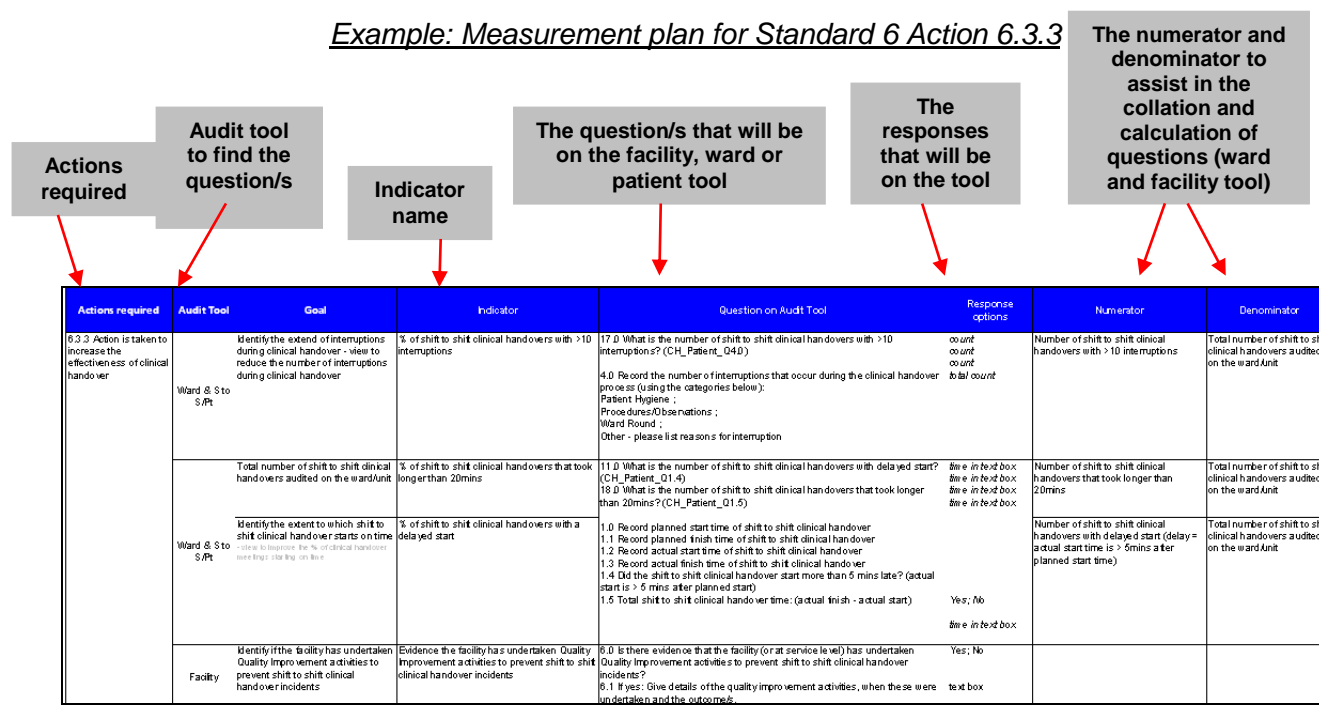 Example: Measurement plan for Standard 6 Action 6.3.3
Actions
required
Audit tool
to find the
question/s
Indicator
name
The question/s that will be
on the facility, ward or
patient tool
The
responses
that will be
on the tool
The numerator and
denominator to
assist in the
collation and
calculation of
questions (ward
and facility tool)
Actions required
Audit Tool
Goal
Indicator
Question on Audit Tool
Response
options
Numerator
Denominator
6.3.3 Action is taken to
increase the
effectiveness of clinical
handover
Ward & S to
S/Pt
Identify the extend of interruptions
during clinical handover - view to
reduce the number of interruptions
during clinical handover
% of shift to shift clinical handovers with >10
interruptions
17.0 What is the number of shift to shift clinical handovers with >10
interruptions? (CH_Patient_Q4.0)
4.0 Record the number of interruptions that occur during the clinical handover
process (using the categories below):
Patient Hygiene ;
Procedures/Observations ;
Ward Round ;
Other - please list reasons for interruption
count
count
count
total count
Number of shift to shift clinical
handovers with >10 interruptions
Total number of shift to sh
clinical handovers audited
on the ward/unit
Ward & S to
S/Pt
Total number of shift to shift clinical
handovers audited on the ward/unit
% of shift to shift clinical handovers that took
longer than 20mins
11.0 What is the number of shift to shift clinical handovers with delayed start?
(CH_Patient_Q1.4)
18.0 What is the number of shift to shift clinical handovers that took longer
than 20mins? (CH_Patient_Q1.5)
time in text box
time in text box
time in text box
time in text box
Number of shift to shift clinical
handovers that took longer than
20mins
Total number of shift to sh
clinical handovers audited
on the ward/unit
Identify the extent to which shift to
shift clinical handover starts on time
- view to improve the % of clinical handover
meetings starting on time
% of shift to shift clinical handovers with a
delayed start
1.0 Record planned start time of shift to shift clinical handover
1.1 Record planned finish time of shift to shift clinical handover
1.2 Record actual start time of shift to shift clinical handover
1.3 Record actual finish time of shift to shift clinical handover
1.4 Did the shift to shift clinical handover start more than 5 mins late? (actual
start is > 5 mins after planned start)
1.5 Total shift to shift clinical handover time: (actual finish - actual start)
Yes; No
time in text box
Number of shift to shift clinical
handovers with delayed start (delay =
actual start time is > 5mins after
planned start time)
Total number of shift to sh
clinical handovers audited
on the ward/unit
Facility
Identify if the facility has undertaken
Quality Improvement activities to
prevent shift to shift clinical
handover incidents
Evidence the facility has undertaken Quality
Improvement activities to prevent shift to shift
clinical handover incidents
6.0 Is there evidence that the facility (or at service level) has undertaken
Quality Improvement activities to prevent shift to shift clinical handover
incidents?
6.1 If yes: Give details of the quality improvement activities, when these were
undertaken and the outcome/s.
Yes; No
text box